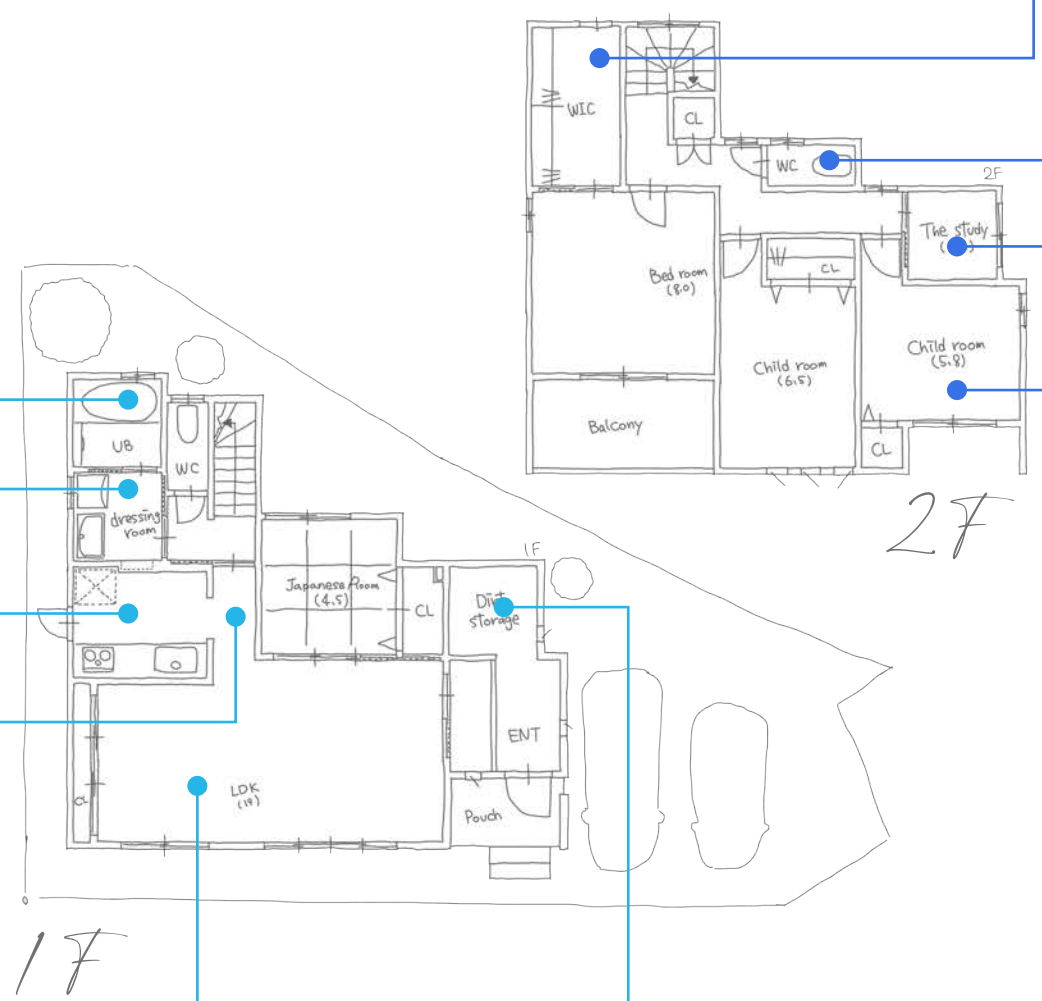 WIC
CL
WC
2F
The study
Bed room
(8.0)
CL
Child room
(6.5)
Child room
(5.8)
Balcony
CL
2F
UB
WC
dressing
room
1F
Japanese Room
(4.5)
CL
Dirt
storage
ENT
LDK
CL
Pouch
1F